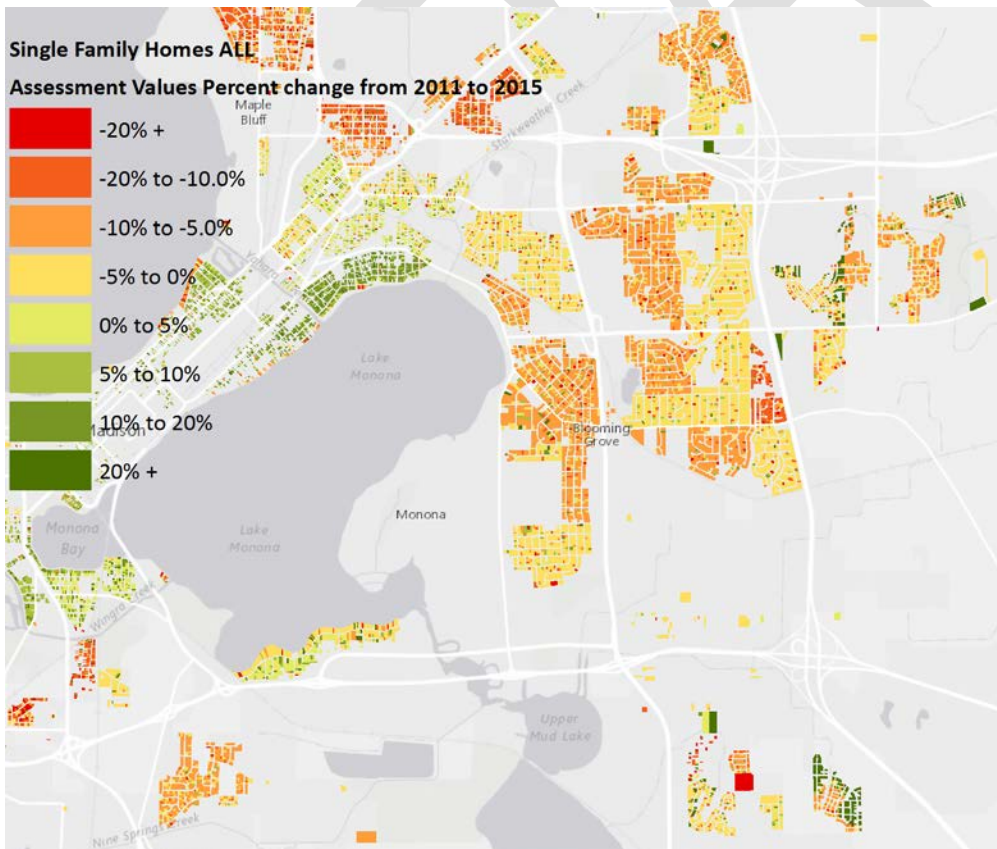 Single Family Homes ALL
Assessment Values Percent change from 2011 to 2015
Maple
Bluff
Starkweather Creek
-20% +
-20% to -10.0%
-10% to -5.0%
-5% to 0%
0% to 5%
5% to 10%
10% to 20%
20% +
Lake
Monona
Madison
Blooming
Grove
Monona
Monona
Bay
Lake
Monona
Wingra Creek
Upper
Mud Lake
Nine Springs Creek